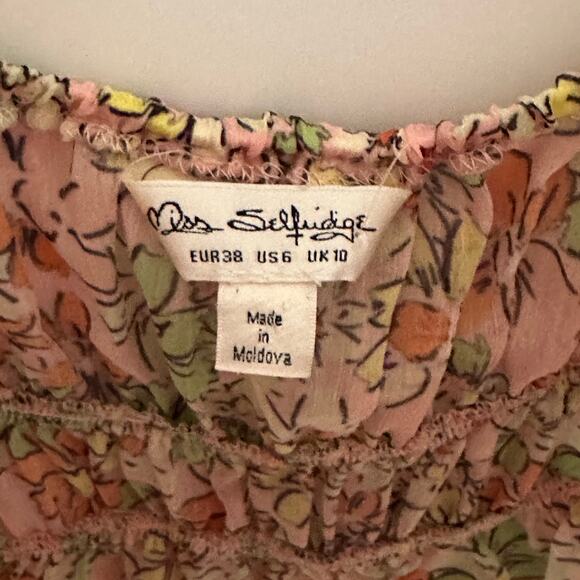 Miss Selfridge
EUR38 US6 UK10
Made
in
Moldova